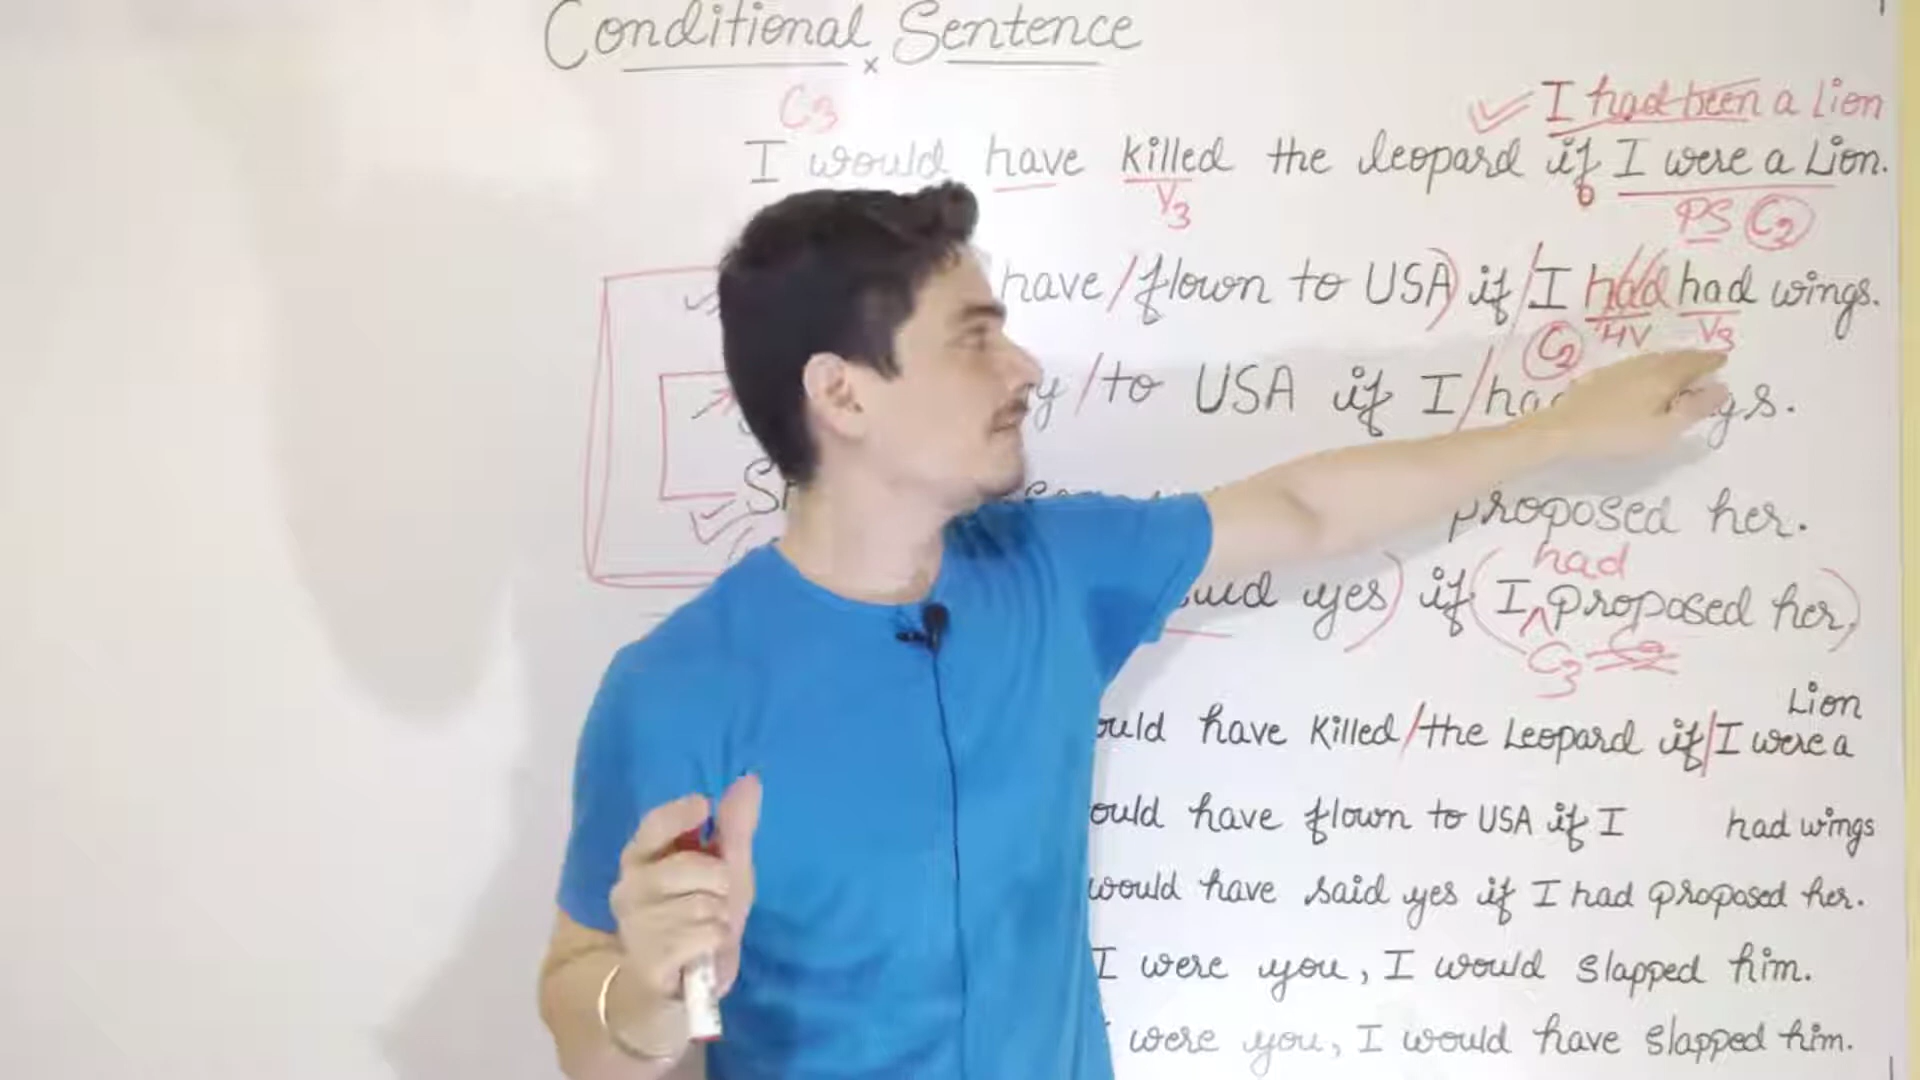 Conditional Sentence
x
C3
✓ I had been a Lion
I would have killed the leopard if I were a Lion.
V3
PS C2
have / flown to USA) if / I had had wings.
C2 HV V3
y / to USA if I /
s.
proposed her.
had
yes) if (I ^ proposed her)
C3
Lion
ould have Killed / the Leopard if / I were a
ould have flown to USA if I had wings
would have said yes if I had proposed her.
I were you, I would slapped him.
were you, I would have slapped him.